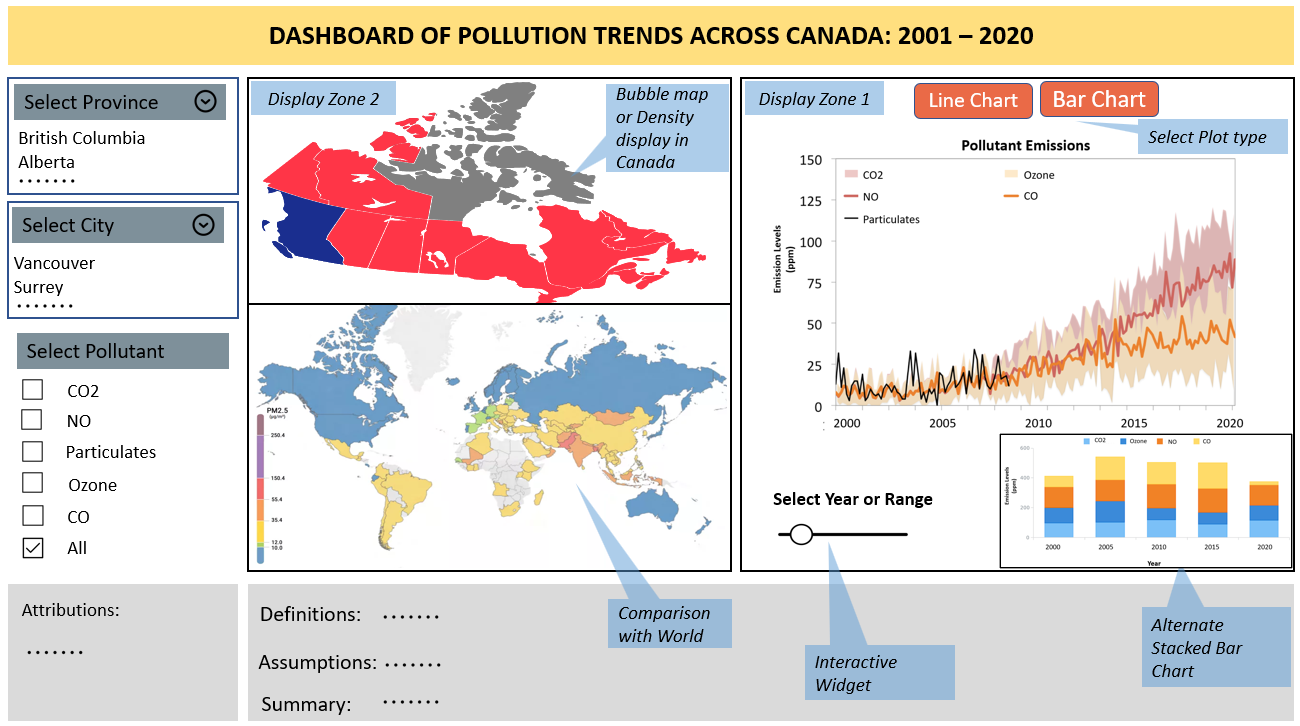 DASHBOARD OF POLLUTION TRENDS ACROSS CANADA: 2001 – 2020
Select Province
British Columbia
Alberta
.......
Select City
Vancouver
Surrey
.......
Select Pollutant
CO2
NO
Particulates
Ozone
CO
All
Display Zone 2
Bubble map
or Density
display in
Canada
PM2.5
(µg/m³)
250.4
150.4
55.4
35.4
12.0
10.0
Display Zone 1
Line Chart
Bar Chart
Select Plot type
Pollutant Emissions
Emission Levels
(ppm)
150
125
100
75
50
25
0
CO2
Ozone
NO
CO
Particulates
2000
2005
2010
2015
2020
Select Year or Range
CO2
Ozone
NO
CO
Emission Levels
(ppm)
600
400
200
0
2000
2005
2010
2015
2020
Year
Attributions:
.......
Definitions: .......
Assumptions: .......
Summary: .......
Comparison
with World
Interactive
Widget
Alternate
Stacked Bar
Chart